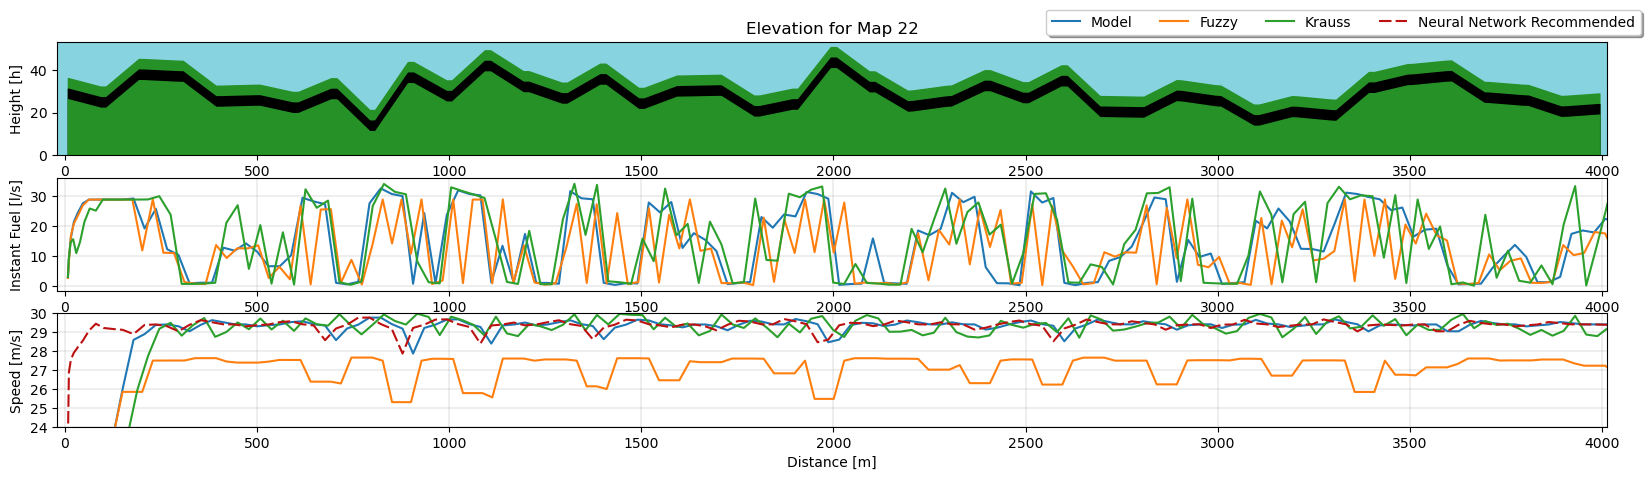 Elevation for Map 22
Model Fuzzy Krauss Neural Network Recommended
Height [h]
40
20
0
0 500 1000 1500 2000 2500 3000 3500 4000
Instant Fuel [l/s]
30
20
10
0
0 500 1000 1500 2000 2500 3000 3500 4000
Speed [m/s]
30
29
28
27
26
25
24
0 500 1000 1500 2000 2500 3000 3500 4000
Distance [m]